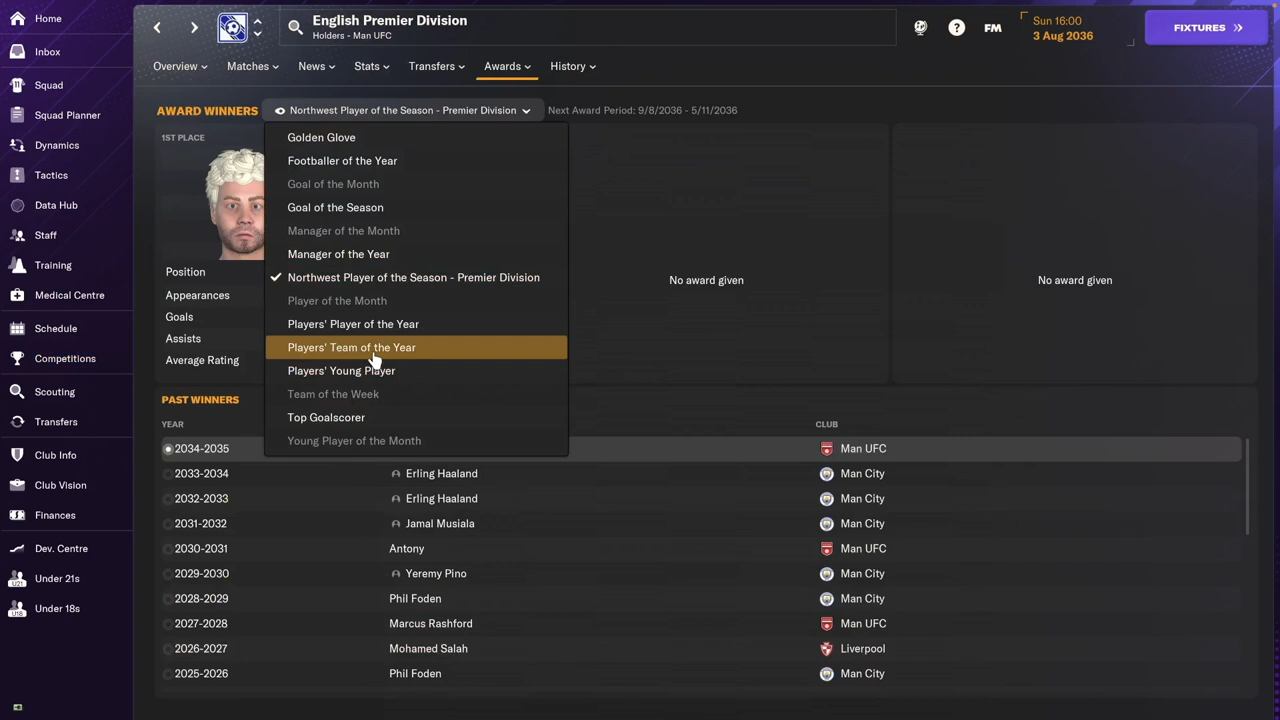 Home
Inbox
Squad
Squad Planner
Dynamics
Tactics
Data Hub
Staff
Training
Medical Centre
Schedule
Competitions
Scouting
Transfers
Club Info
Club Vision
Finances
Dev. Centre
Under 21s
U21
Under 18s
U18
English Premier Division
Holders - Man UFC
FM
Sun 16:00
3 Aug 2036
FIXTURES
Overview
Matches
News
Stats
Transfers
Awards
History
AWARD WINNERS
Northwest Player of the Season - Premier Division
Next Award Period: 9/8/2036 - 5/11/2036
1ST PLACE
Position
Appearances
Goals
Assists
Average Rating
Golden Glove
Footballer of the Year
Goal of the Month
Goal of the Season
Manager of the Month
Manager of the Year
Northwest Player of the Season - Premier Division
Player of the Month
Players' Player of the Year
Players' Team of the Year
Players' Young Player
Team of the Week
Top Goalscorer
Young Player of the Month
No award given
No award given
PAST WINNERS
YEAR CLUB
2034-2035 Man UFC
2033-2034 Erling Haaland Man City
2032-2033 Erling Haaland Man City
2031-2032 Jamal Musiala Man City
2030-2031 Antony Man UFC
2029-2030 Yeremy Pino Man City
2028-2029 Phil Foden Man City
2027-2028 Marcus Rashford Man UFC
2026-2027 Mohamed Salah Liverpool
2025-2026 Phil Foden Man City